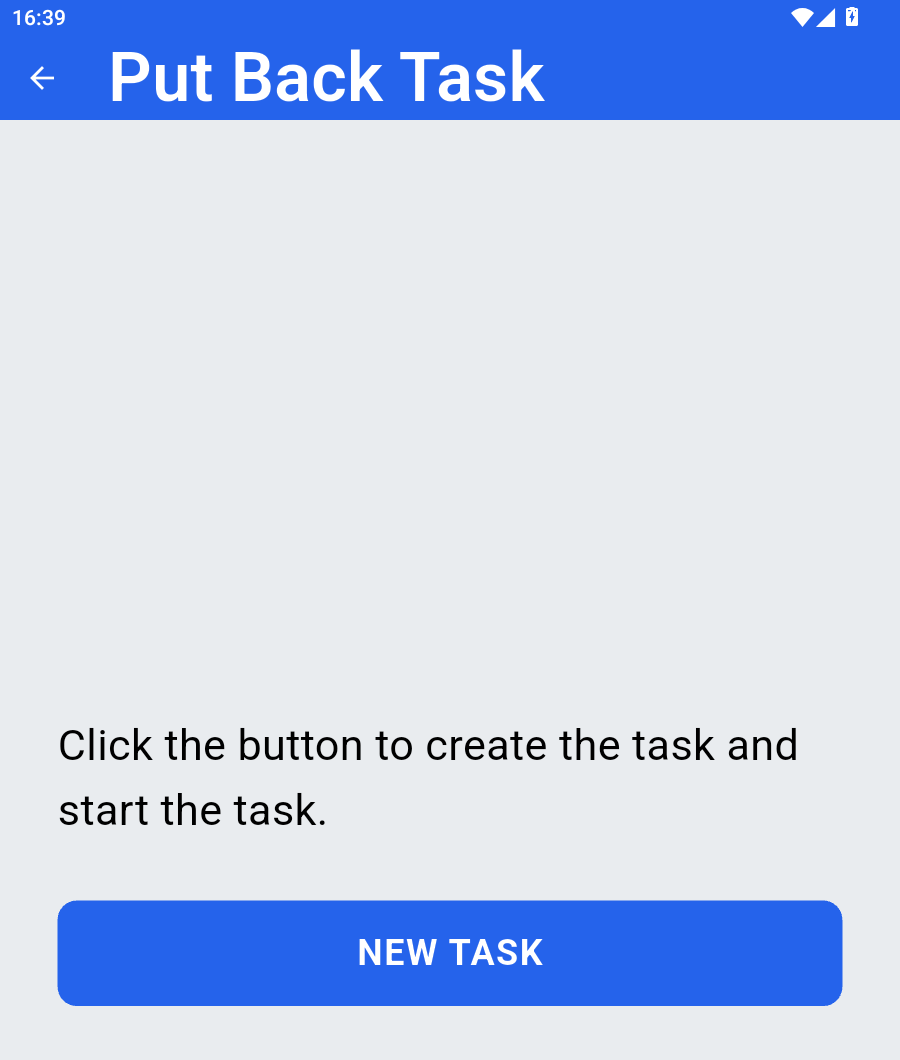 16:39
Put Back Task
Click the button to create the task and
start the task.
NEW TASK